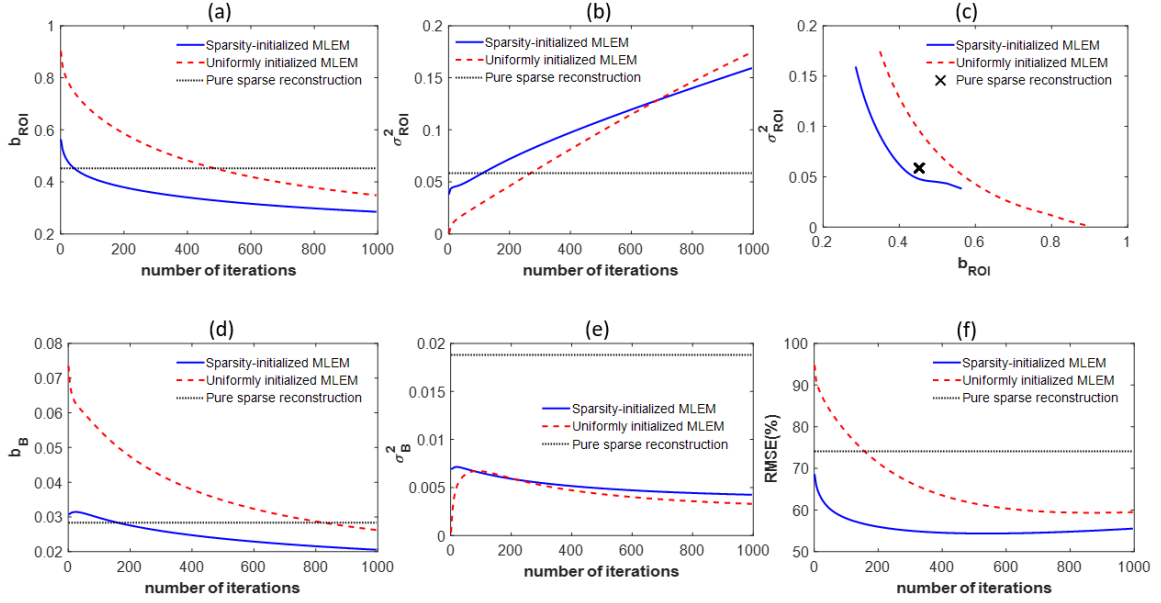 (a)
1
0.8
0.6
0.4
0.2
b_ROI
0 200 400 600 800 1000
number of iterations
Sparsity-initialized MLEM
Uniformly initialized MLEM
Pure sparse reconstruction
(b)
0.2
0.15
0.1
0.05
0
σ²_ROI
0 200 400 600 800 1000
number of iterations
Sparsity-initialized MLEM
Uniformly initialized MLEM
Pure sparse reconstruction
(c)
0.2
0.15
0.1
0.05
0
σ²_ROI
0.2 0.4 0.6 0.8 1
b_ROI
Sparsity-initialized MLEM
Uniformly initialized MLEM
Pure sparse reconstruction
(d)
0.08
0.07
0.06
0.05
0.04
0.03
0.02
b_B
0 200 400 600 800 1000
number of iterations
Sparsity-initialized MLEM
Uniformly initialized MLEM
Pure sparse reconstruction
(e)
0.02
0.015
0.01
0.005
0
σ²_B
0 200 400 600 800 1000
number of iterations
Sparsity-initialized MLEM
Uniformly initialized MLEM
Pure sparse reconstruction
(f)
100
90
80
70
60
50
RMSE(%)
0 200 400 600 800 1000
number of iterations
Sparsity-initialized MLEM
Uniformly initialized MLEM
Pure sparse reconstruction